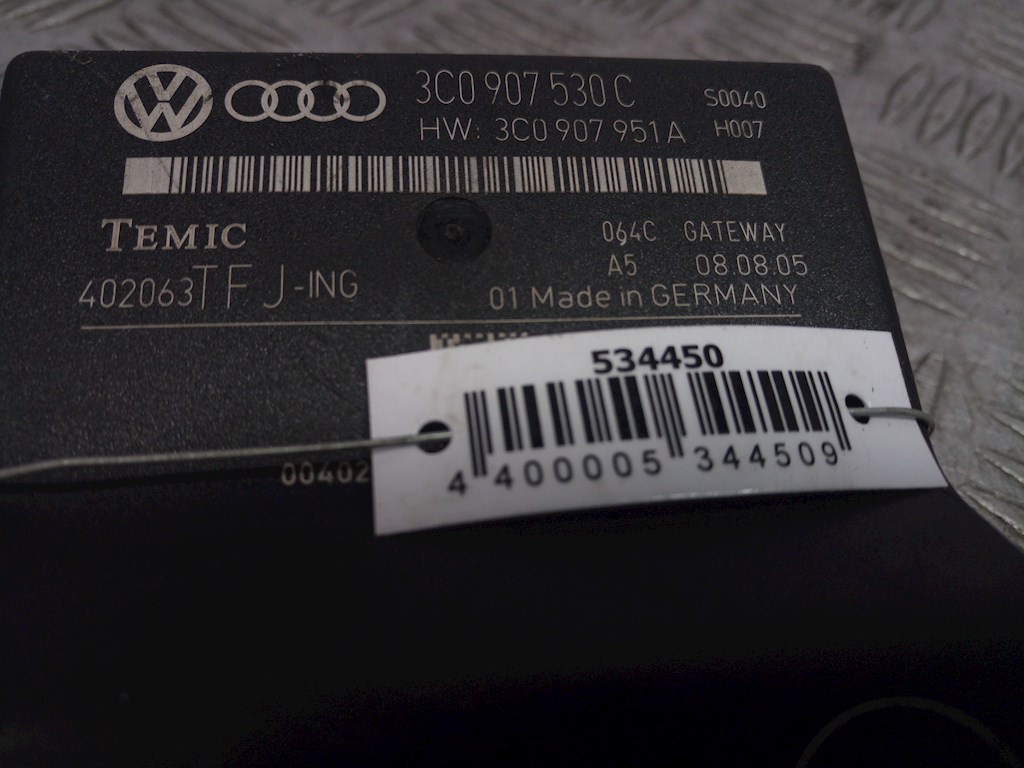 3C0 907 530 C S0040
HW: 3C0 907 951 A H007
TEMIC 064C GATEWAY
A5 08.08.05
402063TFJ-ING 01 Made in GERMANY
534450
4 400005 344509
00402